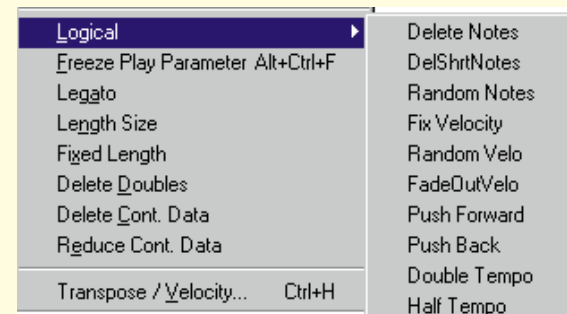 Logical
Freeze Play Parameter Alt+Ctrl+F
Legato
Length Size
Fixed Length
Delete Doubles
Delete Cont. Data
Reduce Cont. Data
Transpose / Velocity... Ctrl+H
Delete Notes
DelShrtNotes
Random Notes
Fix Velocity
Random Velo
FadeOutVelo
Push Forward
Push Back
Double Tempo
Half Tempo